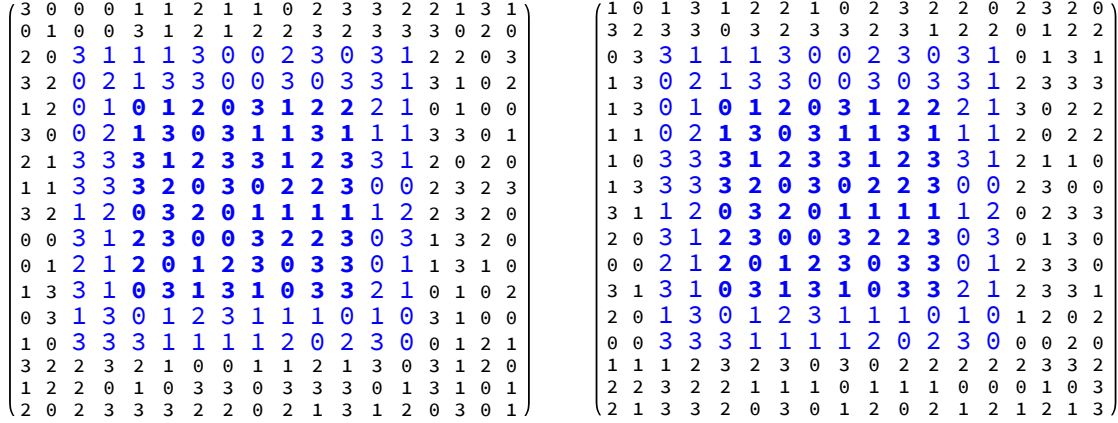 3 0 0 0 1 1 2 1 1 0 2 3 3 2 2 1 3 1
0 1 0 0 3 1 2 1 2 2 3 2 3 3 3 0 2 0
2 0 3 1 1 1 3 0 0 2 3 0 3 1 2 2 0 3
3 2 0 2 1 3 3 0 0 3 0 3 3 1 3 1 0 2
1 2 0 1 0 1 2 0 3 1 2 2 2 1 0 1 0 0
3 0 0 2 1 3 0 3 1 1 3 1 1 1 3 3 0 1
2 1 3 3 3 1 2 3 3 1 2 3 3 1 2 0 2 0
1 1 3 3 3 2 0 3 0 2 2 3 0 0 2 3 2 3
3 2 1 2 0 3 2 0 1 1 1 1 1 2 2 3 2 0
0 0 3 1 2 3 0 0 3 2 2 3 0 3 1 3 2 0
0 1 2 1 2 0 1 2 3 0 3 3 0 1 1 3 1 0
1 3 3 1 0 3 1 3 1 0 3 3 2 1 0 1 0 2
0 3 1 3 0 1 2 3 1 1 1 0 1 0 3 1 0 0
1 0 3 3 3 1 1 1 1 2 0 2 3 0 0 1 2 1
3 2 2 3 2 1 0 0 1 1 2 1 3 0 3 1 2 0
1 2 2 0 1 0 3 3 0 3 3 3 0 1 3 1 0 1
2 0 2 3 3 3 2 2 0 2 1 3 1 2 0 3 0 1
1 0 1 3 1 2 2 1 0 2 3 2 2 0 2 3 2 0
3 2 3 3 0 3 2 3 3 2 3 1 2 2 0 1 2 2
0 3 3 1 1 1 3 0 0 2 3 0 3 1 0 1 3 1
1 3 0 2 1 3 3 0 0 3 0 3 3 1 2 3 3 3
1 3 0 1 0 1 2 0 3 1 2 2 2 1 3 0 2 2
1 1 0 2 1 3 0 3 1 1 3 1 1 1 2 0 2 2
1 0 3 3 3 1 2 3 3 1 2 3 3 1 2 1 1 0
1 3 3 3 3 2 0 3 0 2 2 3 0 0 2 3 0 0
3 1 1 2 0 3 2 0 1 1 1 1 1 2 0 2 3 3
2 0 3 1 2 3 0 0 3 2 2 3 0 3 0 1 3 0
0 0 2 1 2 0 1 2 3 0 3 3 0 1 2 3 3 0
3 1 3 1 0 3 1 3 1 0 3 3 2 1 2 3 3 1
2 0 1 3 0 1 2 3 1 1 1 0 1 0 1 2 0 2
0 0 3 3 3 1 1 1 1 2 0 2 3 0 0 0 2 0
1 1 1 2 3 2 3 0 3 0 2 2 2 2 2 3 3 2
2 2 3 2 2 1 1 1 0 1 1 1 0 0 0 1 0 3
2 1 3 3 2 0 3 0 1 2 0 2 1 2 1 2 1 3